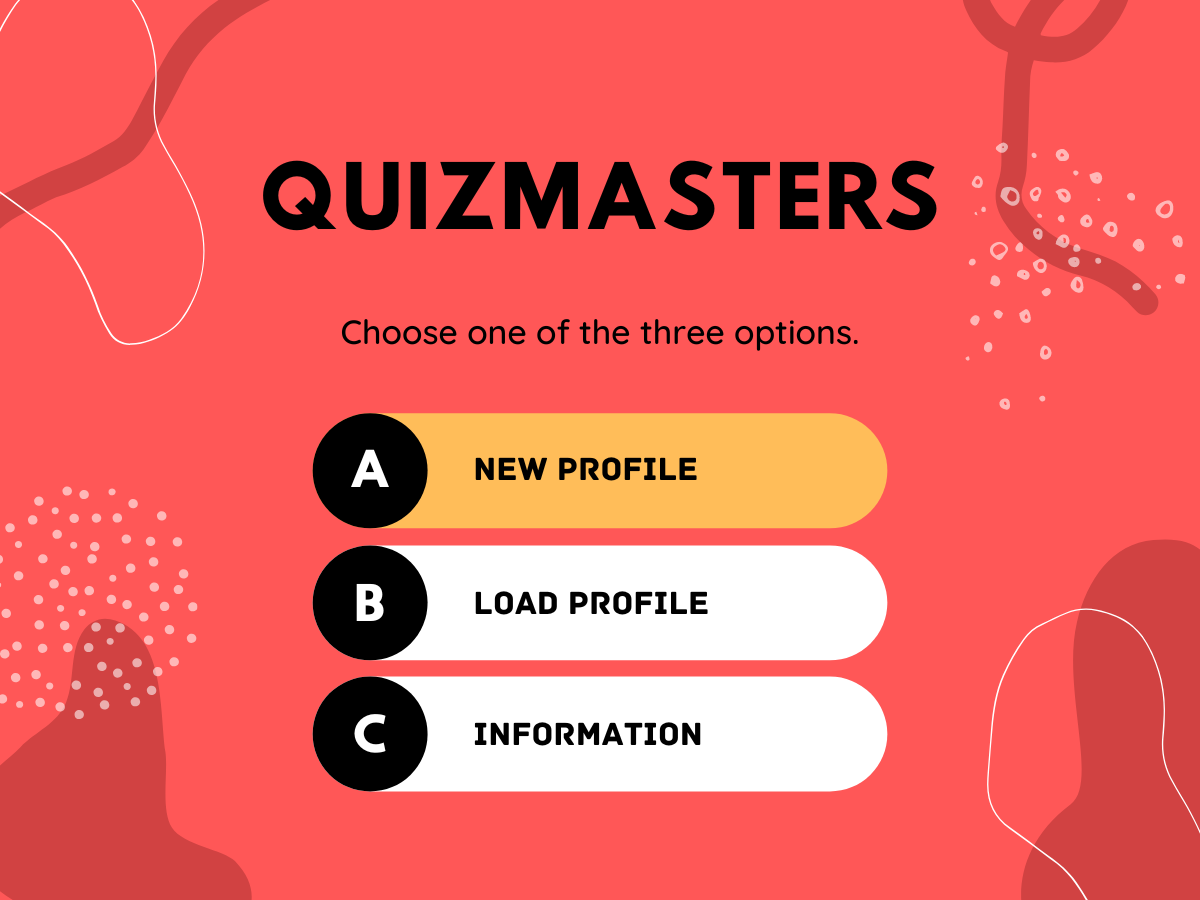 QUIZMASTERS
Choose one of the three options.
A NEW PROFILE
B LOAD PROFILE
C INFORMATION